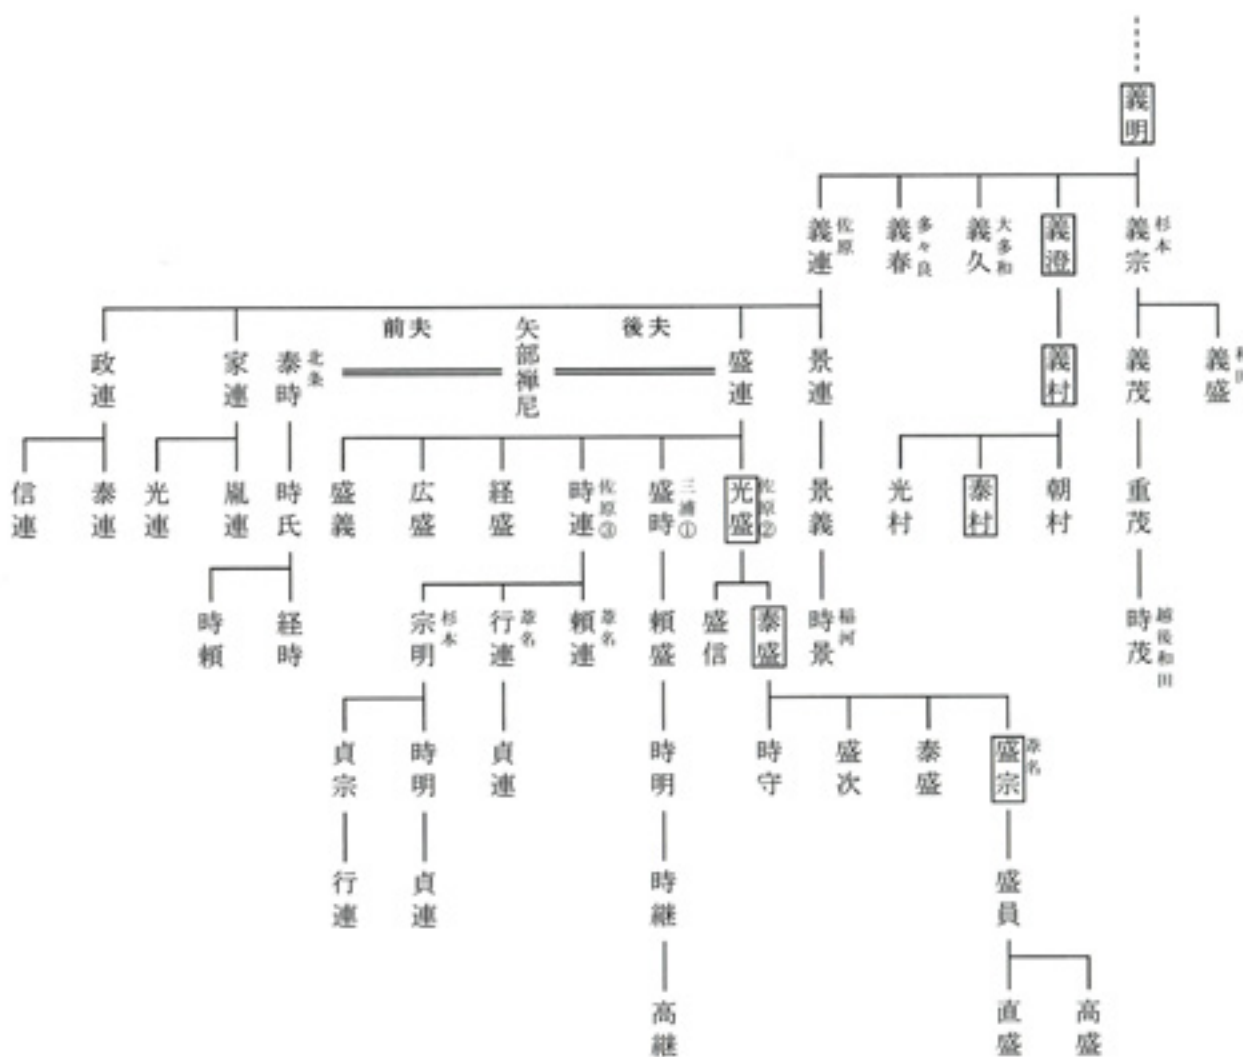 義明
杉本 義宗
義澄
大多和 義久
多々良 義春
佐原 義連
義盛
義茂
義村
景連
盛連
後夫
矢部禅尼
前夫
北条 泰時
家連
政連
重茂
朝村
泰村
光村
景義
佐原② 光盛
三浦① 盛時
佐原③ 時連
経盛
広盛
盛義
時氏
胤連
光連
泰連
信連
越後和田 時茂
稲河 時景
泰盛
盛信
頼盛
葦名 頼連
葦名 行連
杉本 宗明
経時
時頼
葦名 盛宗
泰盛
盛次
時守
時明
貞連
時明
貞宗
盛員
時継
貞連
行連
高盛
直盛
高継